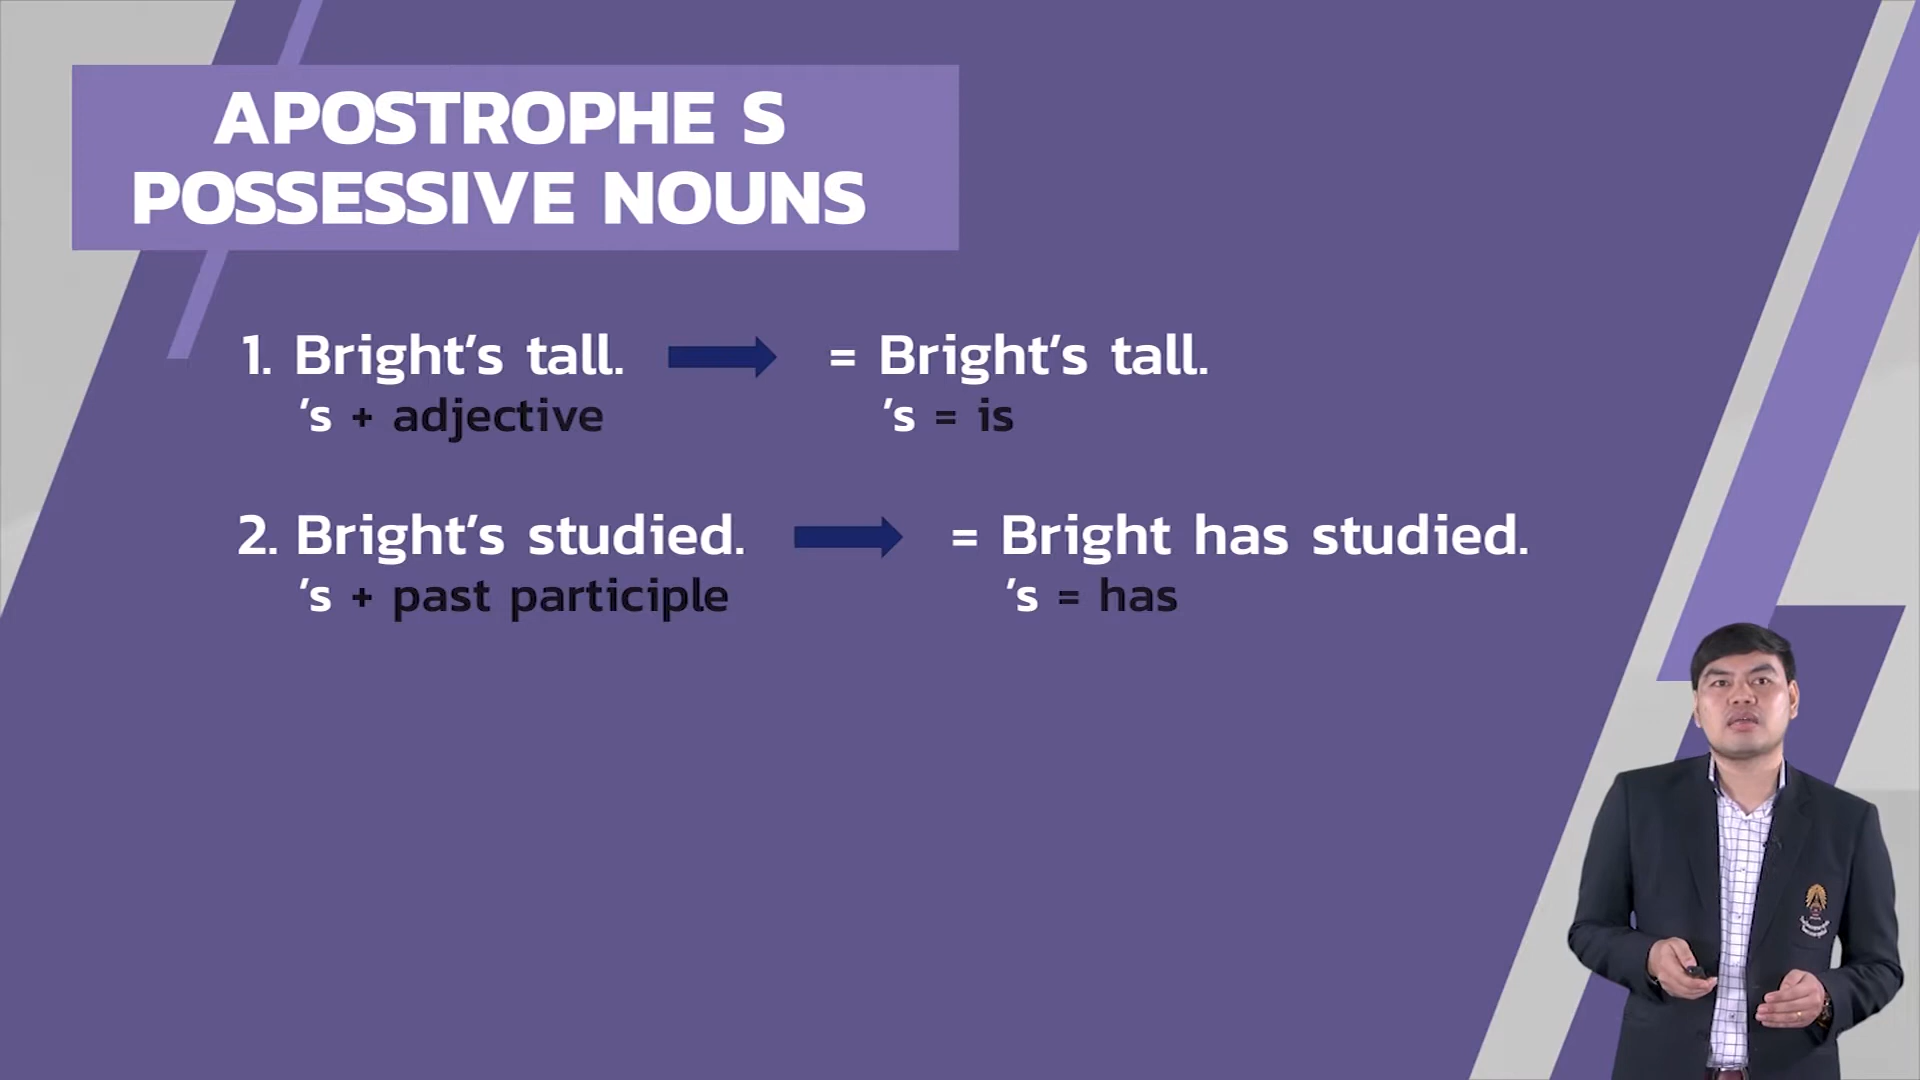 APOSTROPHE S
POSSESSIVE NOUNS
1. Bright’s tall. = Bright’s tall.
’s + adjective ’s = is
2. Bright’s studied. = Bright has studied.
’s + past participle ’s = has